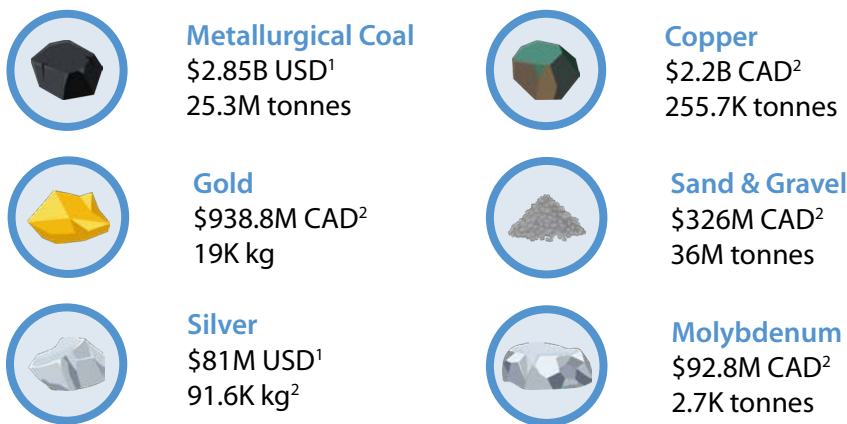 Metallurgical Coal
$2.85B USD¹
25.3M tonnes
Copper
$2.2B CAD²
255.7K tonnes
Gold
$938.8M CAD²
19K kg
Sand & Gravel
$326M CAD²
36M tonnes
Silver
$81M USD¹
91.6K kg²
Molybdenum
$92.8M CAD²
2.7K tonnes